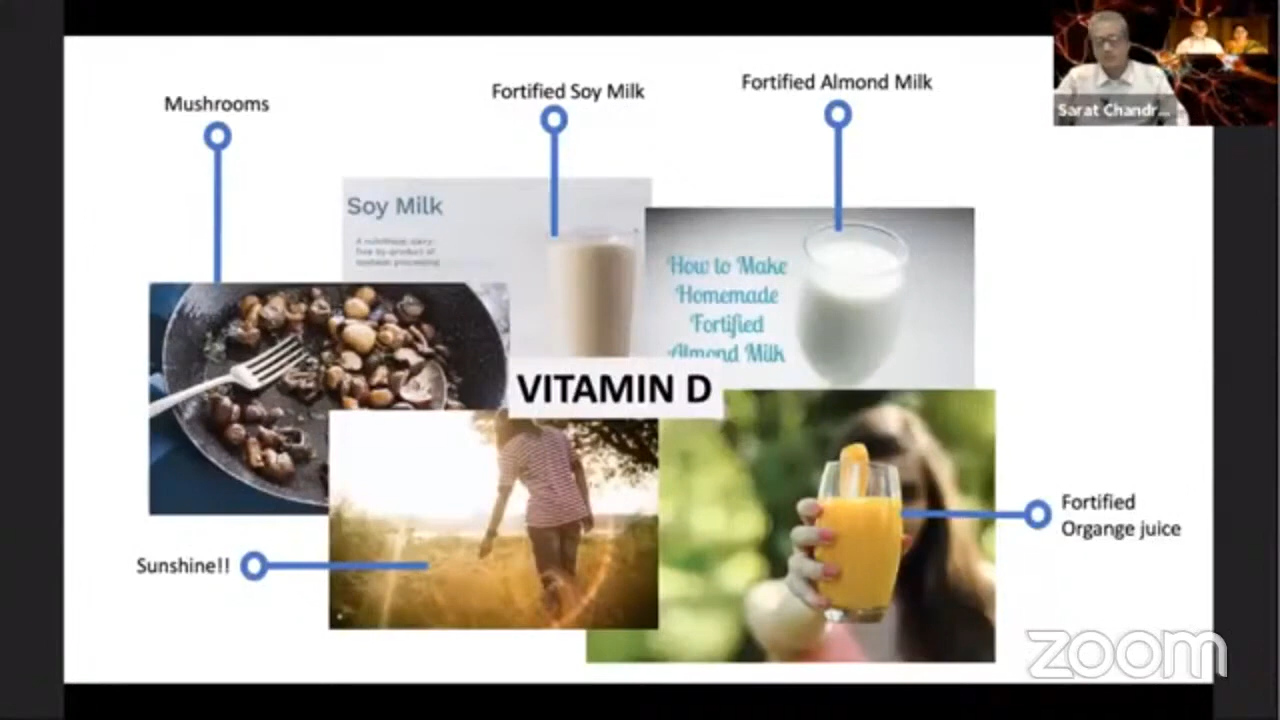 Mushrooms
Fortified Soy Milk
Fortified Almond Milk
Sarat Chandr...
Soy Milk
A nutritious, dairy-
free by-product of
soybean processing
How to Make
Homemade
Fortified
Almond Milk
VITAMIN D
Fortified
Organge juice
Sunshine!!
zoom